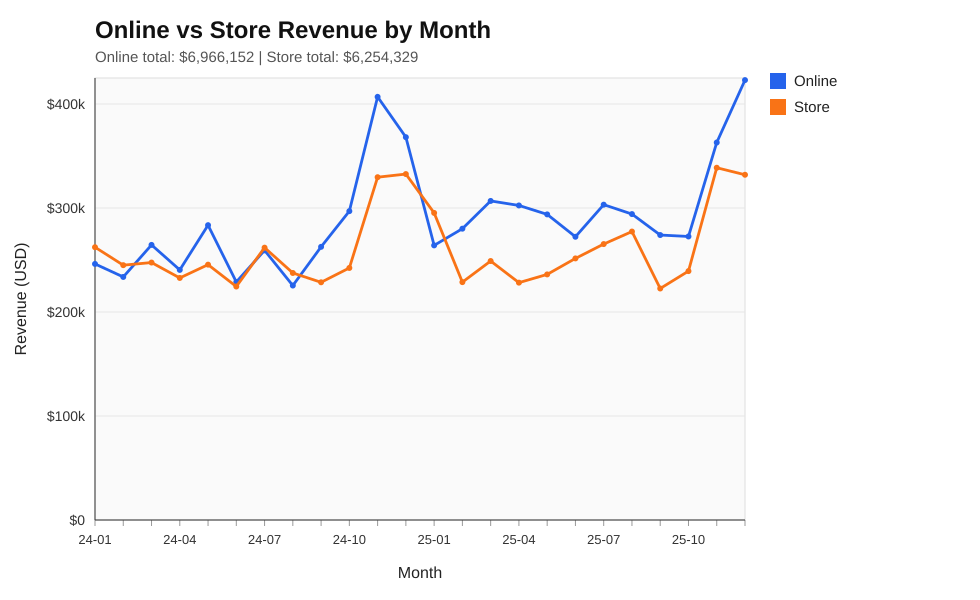 Online vs Store Revenue by Month
Online total: $6,966,152 | Store total: $6,254,329
Online
Store
$400k
$300k
$200k
$100k
$0
Revenue (USD)
24-01 24-04 24-07 24-10 25-01 25-04 25-07 25-10
Month